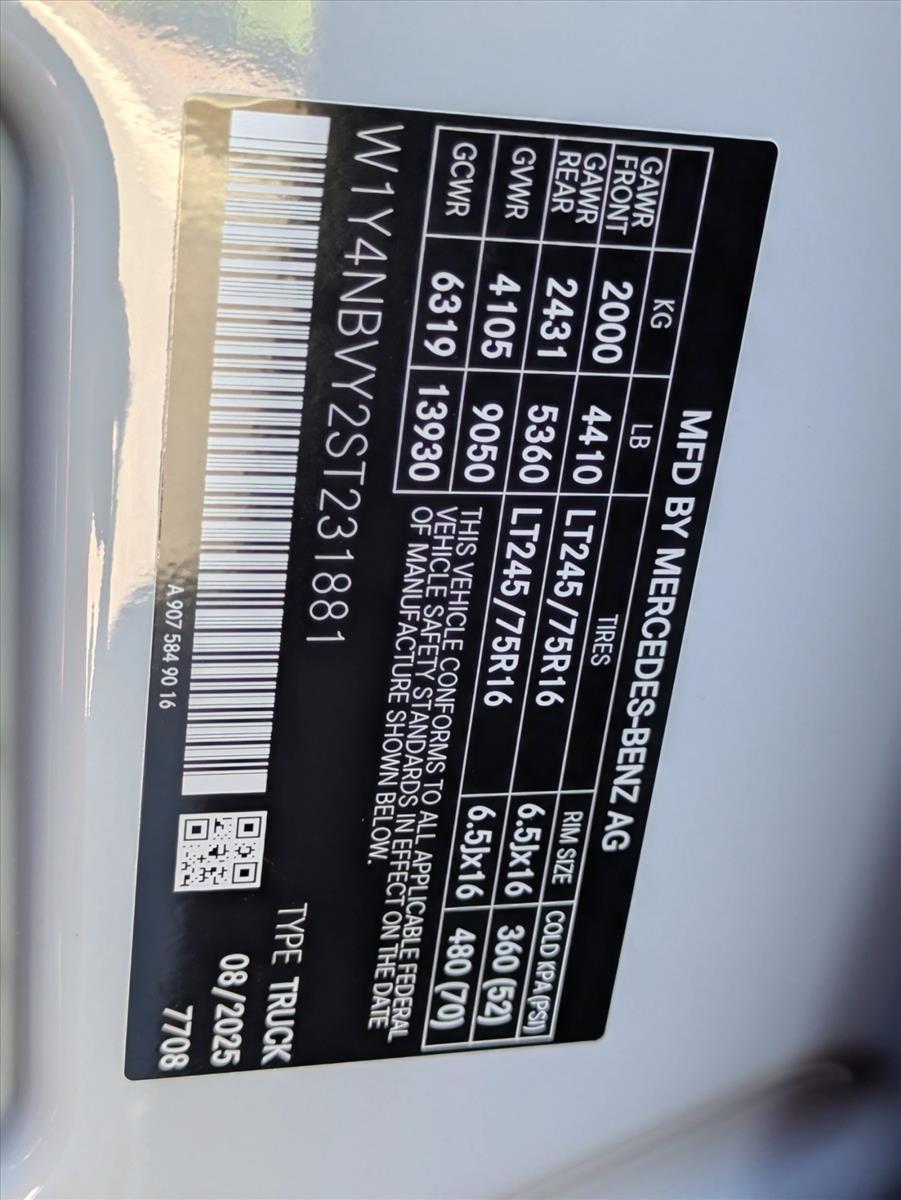 MFD BY MERCEDES-BENZ AG
KG LB TIRES RIM SIZE COLD KPA(PSI)
GAWR FRONT 2000 4410 LT245/75R16 6.5Jx16 360 (52)
GAWR REAR 2431 5360 LT245/75R16 6.5Jx16 480 (70)
GVWR 4105 9050
GCWR 6319 13930
THIS VEHICLE CONFORMS TO ALL APPLICABLE FEDERAL
VEHICLE SAFETY STANDARDS IN EFFECT ON THE DATE
OF MANUFACTURE SHOWN BELOW.
W1Y4NBVY2ST231881
TYPE TRUCK
08/2025
7708
A 907 584 90 16